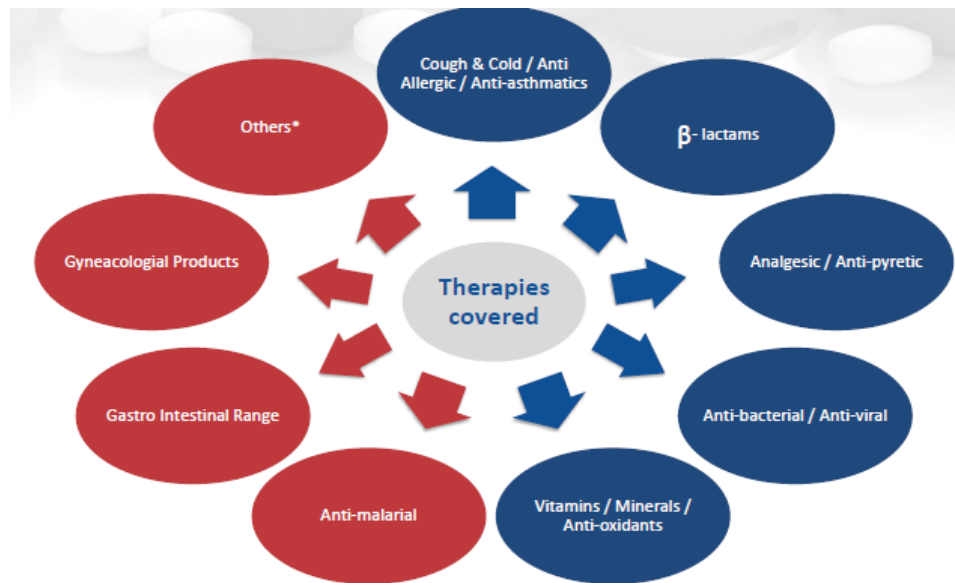 Cough & Cold / Anti
Allergic / Anti-asthmatics
Others*
β- lactams
Gyneacologial Products
Analgesic / Anti-pyretic
Therapies
covered
Gastro Intestinal Range
Anti-bacterial / Anti-viral
Anti-malarial
Vitamins / Minerals /
Anti-oxidants